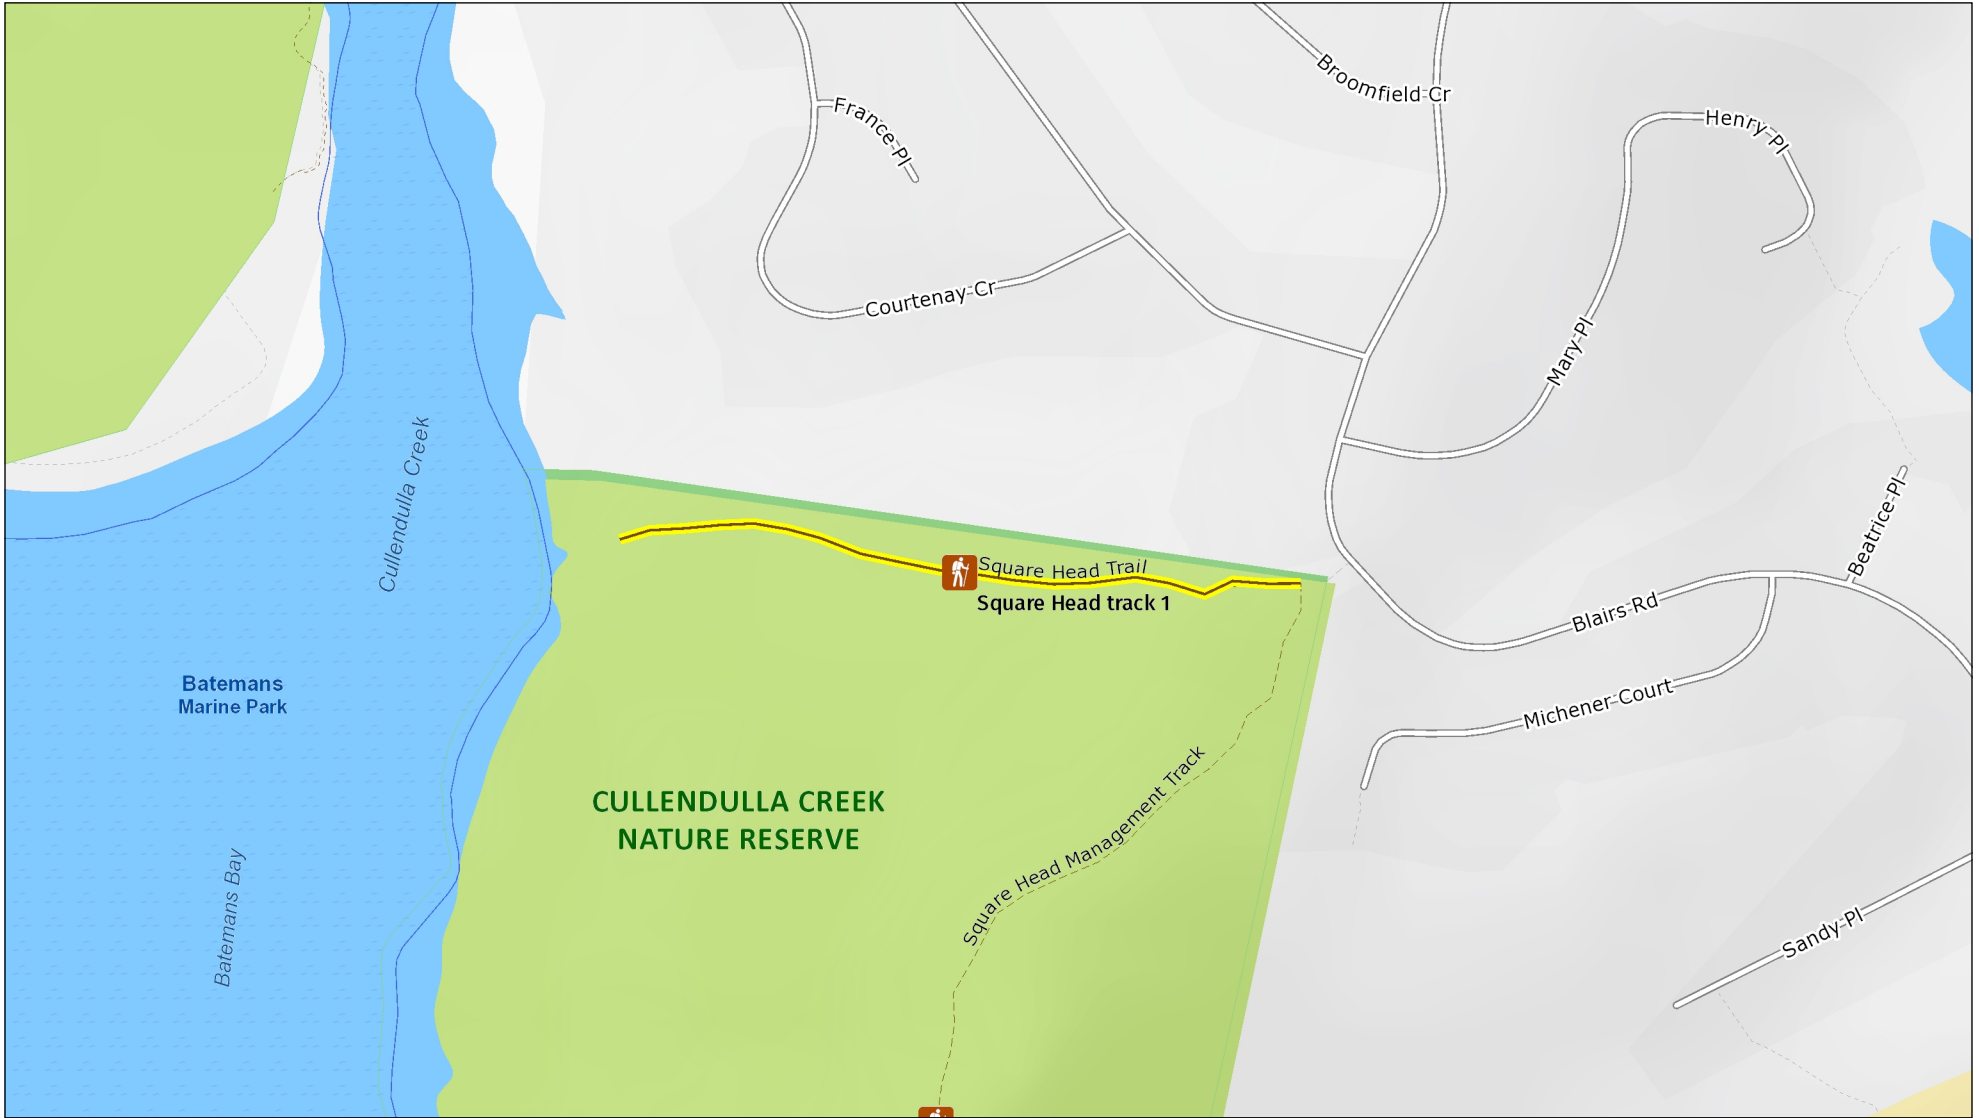 Broomfield Cr
France Pl
Henry Pl
Courtenay Cr
Mary Pl
Cullendulla Creek
Beatrice Pl
Square Head Trail
Square Head track 1
Blairs Rd
Batemans
Marine Park
Michener Court
CULLENDULLA CREEK
NATURE RESERVE
Square Head Management Track
Batemans Bay
Sandy Pl